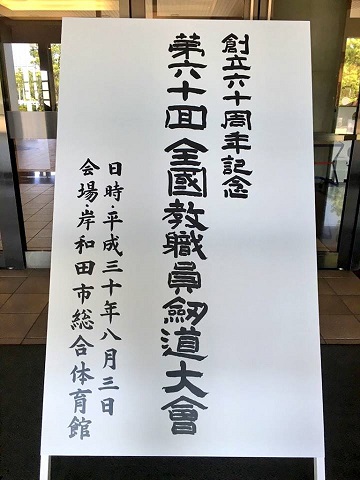 創立六十周年記念
第六十回全國教職員劔道大會
日時・平成三十年八月三日
会場・岸和田市総合体育館